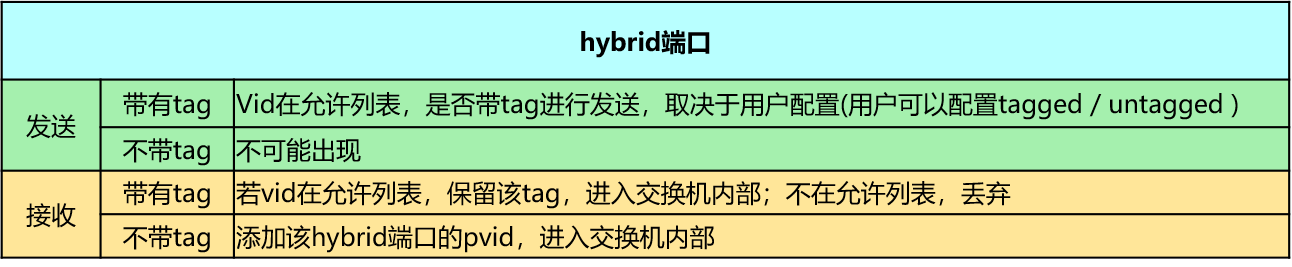 hybrid端口
发送
带有tag
Vid在允许列表，是否带tag进行发送，取决于用户配置(用户可以配置tagged / untagged )
不带tag
不可能出现
接收
带有tag
若vid在允许列表，保留该tag，进入交换机内部；不在允许列表，丢弃
不带tag
添加该hybrid端口的pvid，进入交换机内部